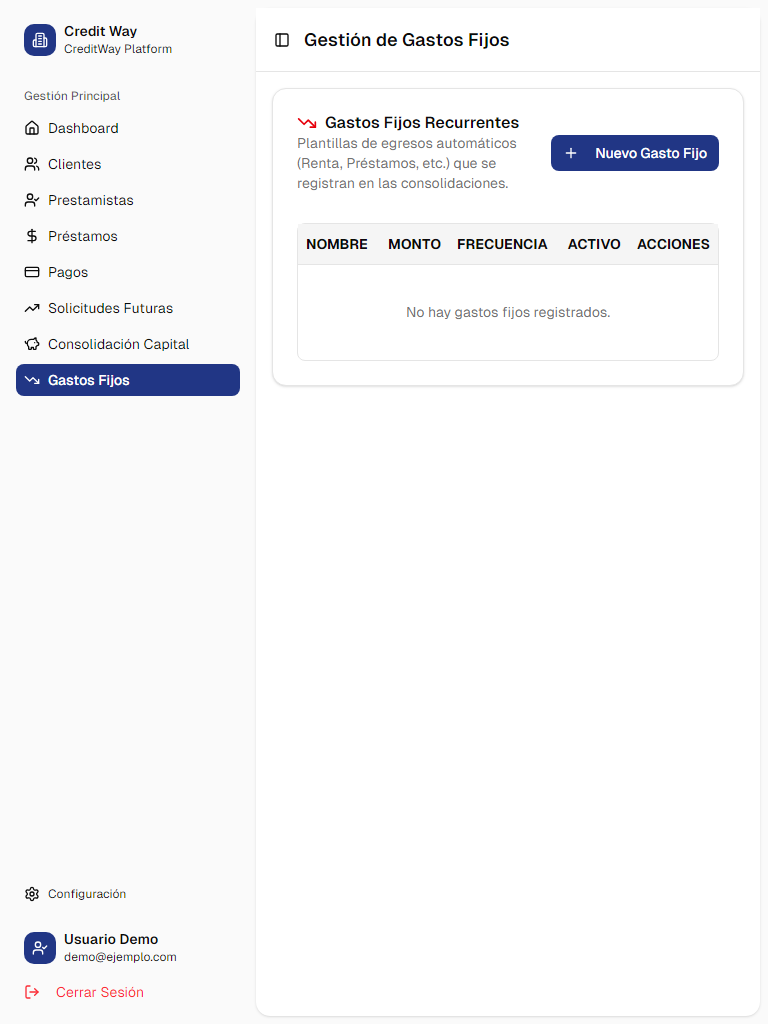 Credit Way
CreditWay Platform
Gestión Principal
Dashboard
Clientes
Prestamistas
Préstamos
Pagos
Solicitudes Futuras
Consolidación Capital
Gastos Fijos
Configuración
Usuario Demo
demo@ejemplo.com
Cerrar Sesión
Gestión de Gastos Fijos
Gastos Fijos Recurrentes
Plantillas de egresos automáticos
(Renta, Préstamos, etc.) que se
registran en las consolidaciones.
Nuevo Gasto Fijo
NOMBRE MONTO FRECUENCIA ACTIVO ACCIONES
No hay gastos fijos registrados.